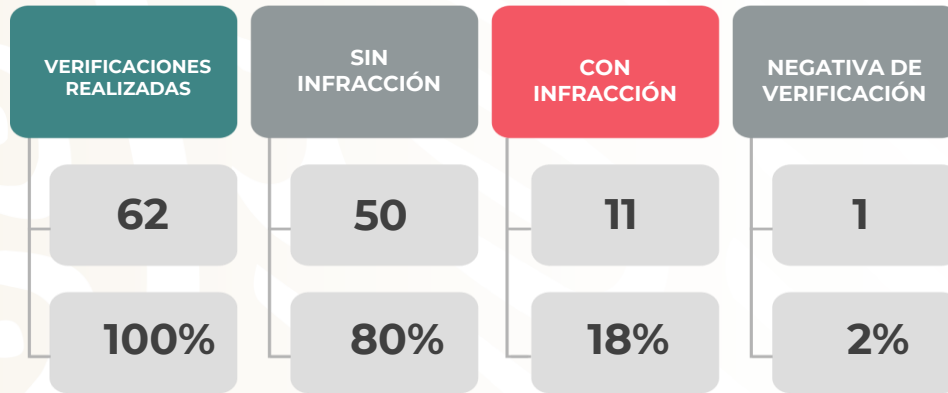 VERIFICACIONES
REALIZADAS
62
100%
SIN
INFRACCIÓN
50
80%
CON
INFRACCIÓN
11
18%
NEGATIVA DE
VERIFICACIÓN
1
2%